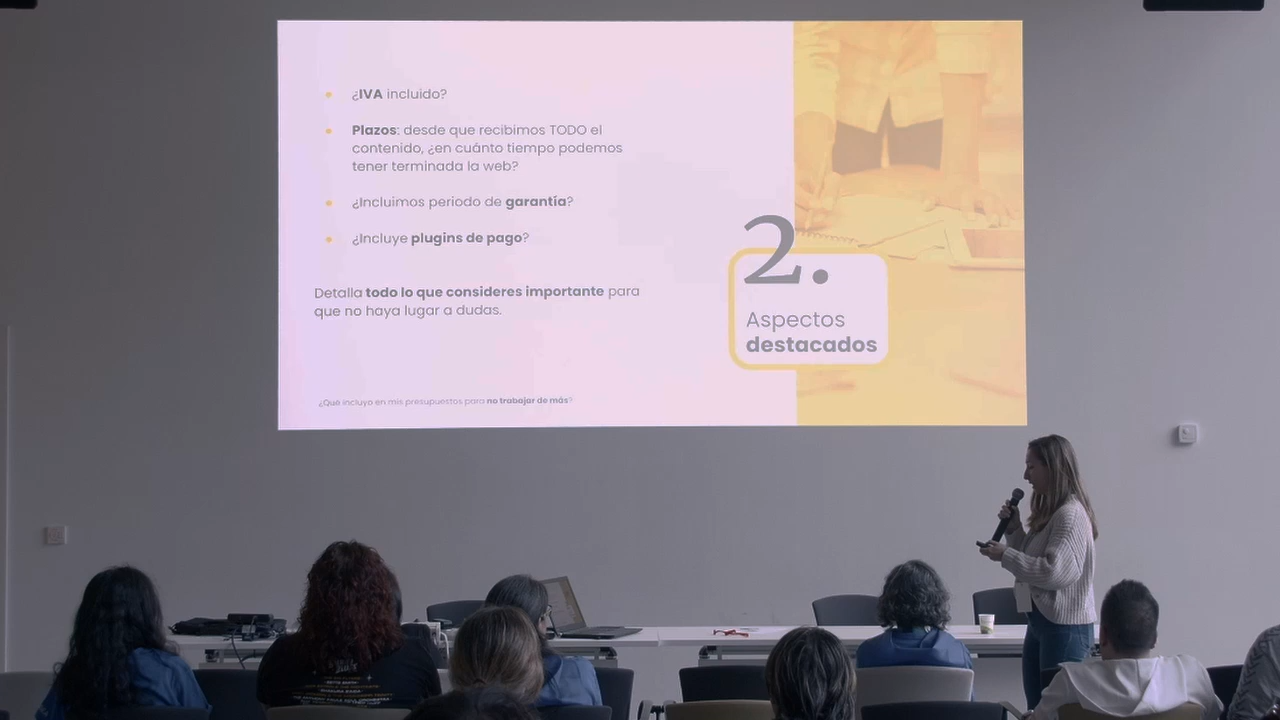 ¿IVA incluido?
Plazos: desde que recibimos TODO el
contenido, ¿en cuánto tiempo podemos
tener terminada la web?
¿Incluimos periodo de garantía?
¿Incluye plugins de pago?
Detalla todo lo que consideres importante para
que no haya lugar a dudas.
¿Qué incluyo en mis presupuestos para no trabajar de más?
2.
Aspectos
destacados